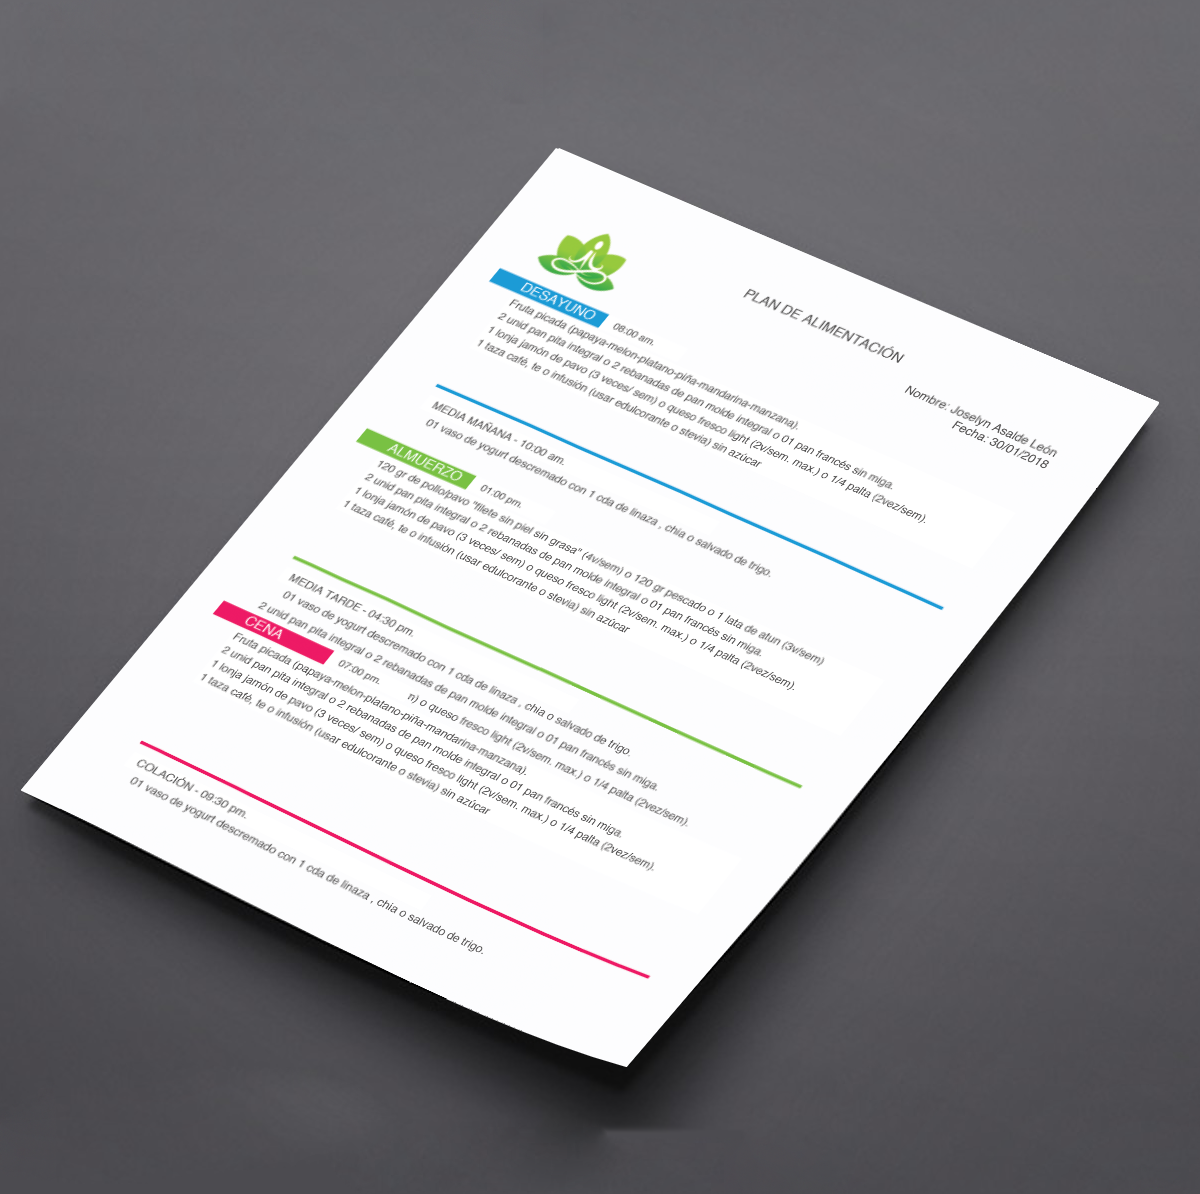 PLAN DE ALIMENTACIÓN
Nombre: Joselyn Asalde León
Fecha: 30/01/2018
DESAYUNO 08:00 am.
Fruta picada (papaya-melon-platano-piña-mandarina-manzana).
2 unid pan pita integral o 2 rebanadas de pan molde integral o 01 pan francés sin miga.
1 lonja jamón de pavo (3 veces/ sem) o queso fresco light (2v/sem. max.) o 1/4 palta (2vez/sem).
1 taza café, te o infusión (usar edulcorante o stevia) sin azúcar
MEDIA MAÑANA - 10:00 am.
01 vaso de yogurt descremado con 1 cda de linaza , chia o salvado de trigo.
ALMUERZO 01:00 pm.
120 gr de pollo/pavo "filete sin piel sin grasa" (4v/sem) o 120 gr pescado o 1 lata de atun (3v/sem)
2 unid pan pita integral o 2 rebanadas de pan molde integral o 01 pan francés sin miga.
1 lonja jamón de pavo (3 veces/ sem) o queso fresco light (2v/sem. max.) o 1/4 palta (2vez/sem).
1 taza café, te o infusión (usar edulcorante o stevia) sin azúcar
MEDIA TARDE - 04:30 pm.
01 vaso de yogurt descremado con 1 cda de linaza , chia o salvado de trigo.
2 unid pan pita integral o 2 rebanadas de pan molde integral o 01 pan francés sin miga.
n) o queso fresco light (2v/sem. max.) o 1/4 palta (2vez/sem).
CENA 07:00 pm.
Fruta picada (papaya-melon-platano-piña-mandarina-manzana).
2 unid pan pita integral o 2 rebanadas de pan molde integral o 01 pan francés sin miga.
1 lonja jamón de pavo (3 veces/ sem) o queso fresco light (2v/sem. max.) o 1/4 palta (2vez/sem).
1 taza café, te o infusión (usar edulcorante o stevia) sin azúcar
COLACIÓN - 09:30 pm.
01 vaso de yogurt descremado con 1 cda de linaza , chia o salvado de trigo.